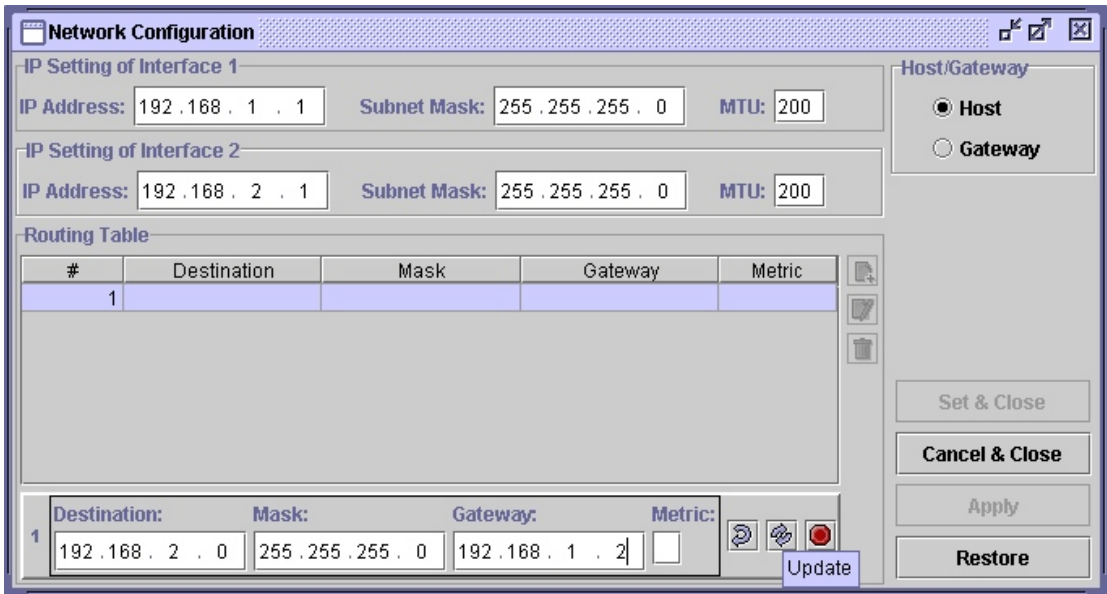 Network Configuration
IP Setting of Interface 1
IP Address: 192 .168 . 1 . 1 Subnet Mask: 255 .255 .255 . 0 MTU: 200
IP Setting of Interface 2
IP Address: 192 .168 . 2 . 1 Subnet Mask: 255 .255 .255 . 0 MTU: 200
Host/Gateway
Host
Gateway
Routing Table
# Destination Mask Gateway Metric
1
1 Destination: Mask: Gateway: Metric:
192 .168 . 2 . 0 255 .255 .255 . 0 192 .168 . 1 . 2
Update
Set & Close
Cancel & Close
Apply
Restore